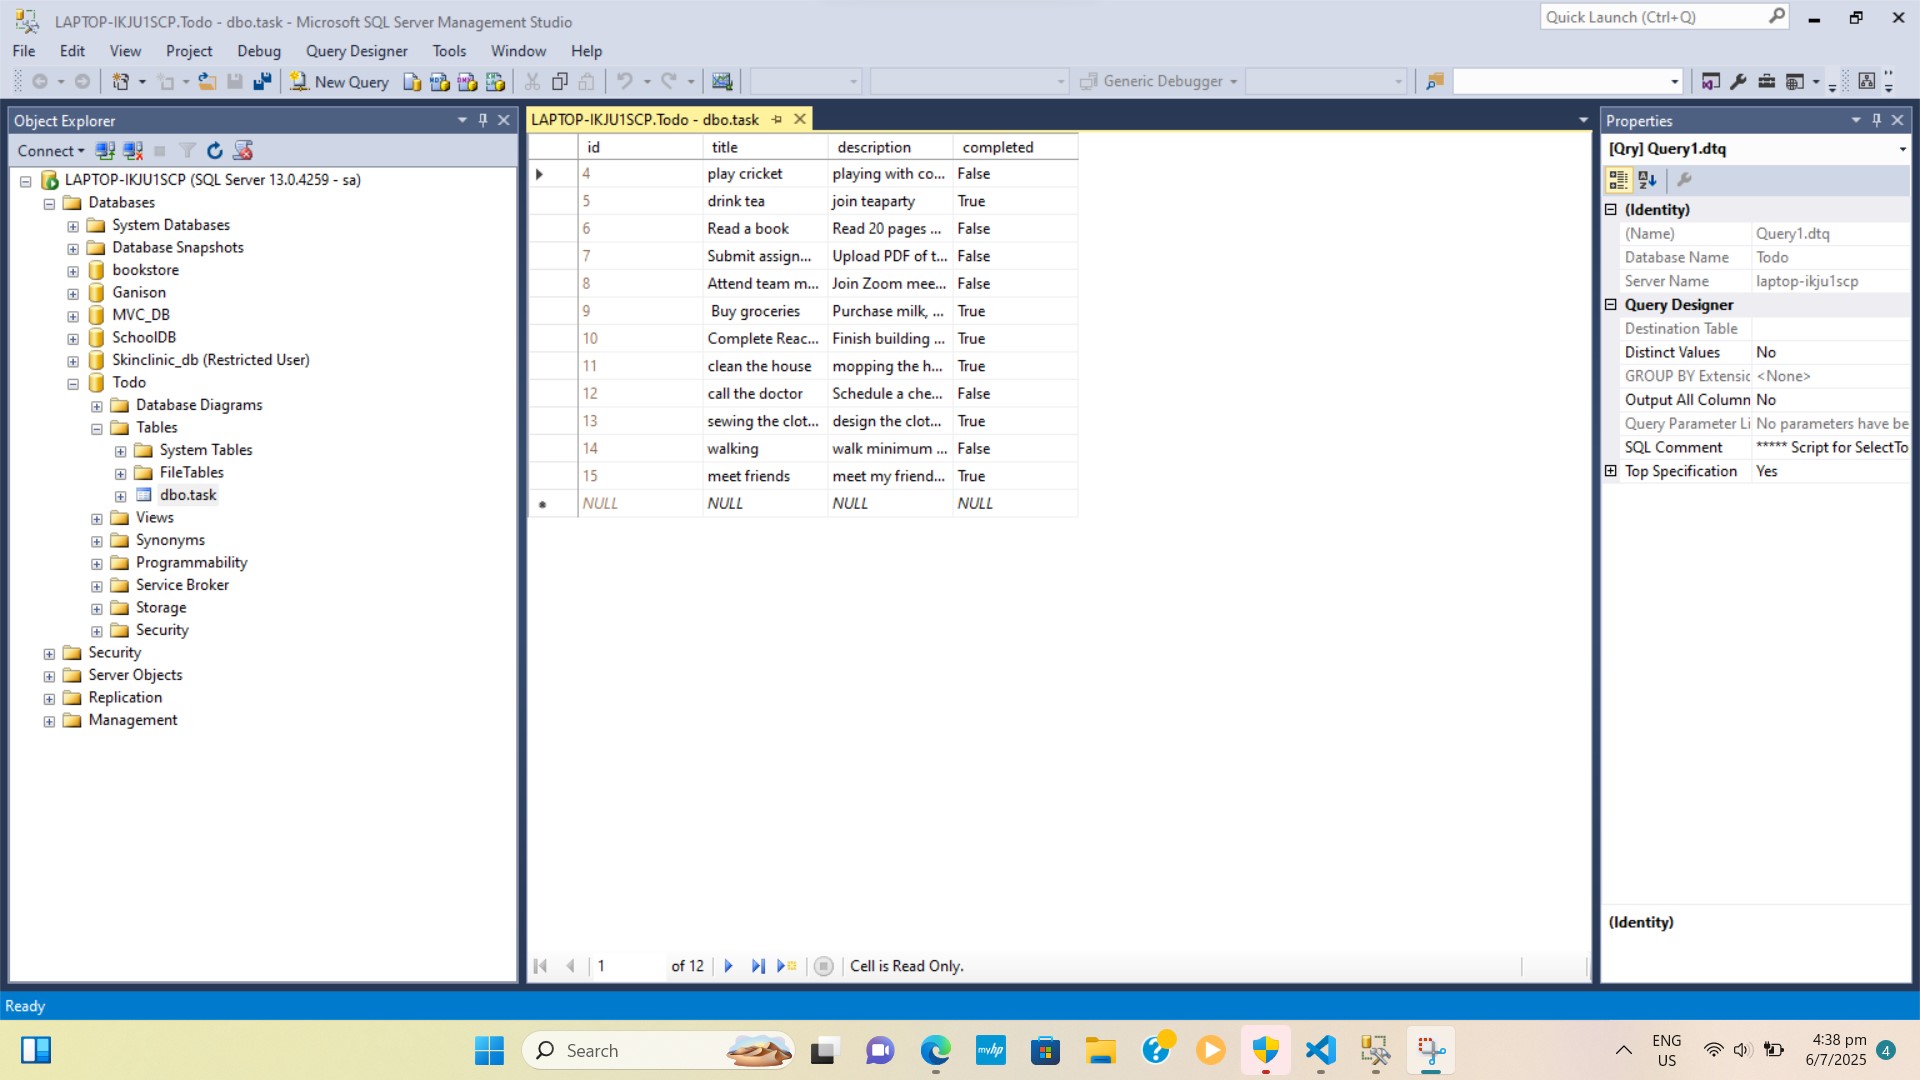 LAPTOP-IKJU1SCP.Todo - dbo.task - Microsoft SQL Server Management Studio
Quick Launch (Ctrl+Q)
File Edit View Project Debug Query Designer Tools Window Help
New Query Generic Debugger
Object Explorer
Connect
LAPTOP-IKJU1SCP (SQL Server 13.0.4259 - sa)
Databases
System Databases
Database Snapshots
bookstore
Ganison
MVC_DB
SchoolDB
Skinclinic_db (Restricted User)
Todo
Database Diagrams
Tables
System Tables
FileTables
dbo.task
Views
Synonyms
Programmability
Service Broker
Storage
Security
Security
Server Objects
Replication
Management
LAPTOP-IKJU1SCP.Todo - dbo.task
id title description completed
4 play cricket playing with co... False
5 drink tea join teaparty True
6 Read a book Read 20 pages ... False
7 Submit assign... Upload PDF of t... False
8 Attend team m... Join Zoom mee... False
9 Buy groceries Purchase milk, ... True
10 Complete Reac... Finish building ... True
11 clean the house mopping the h... True
12 call the doctor Schedule a che... False
13 sewing the clot... design the clot... True
14 walking walk minimum ... False
15 meet friends meet my friend... True
NULL NULL NULL NULL
1 of 12 Cell is Read Only.
Properties
[Qry] Query1.dtq
(Identity)
(Name) Query1.dtq
Database Name Todo
Server Name laptop-ikju1scp
Query Designer
Destination Table
Distinct Values No
GROUP BY Extensic <None>
Output All Column No
Query Parameter Li No parameters have be
SQL Comment ***** Script for SelectTo
Top Specification Yes
(Identity)
Ready
Search
myhp
ENG
US
4:38 pm
6/7/2025
4